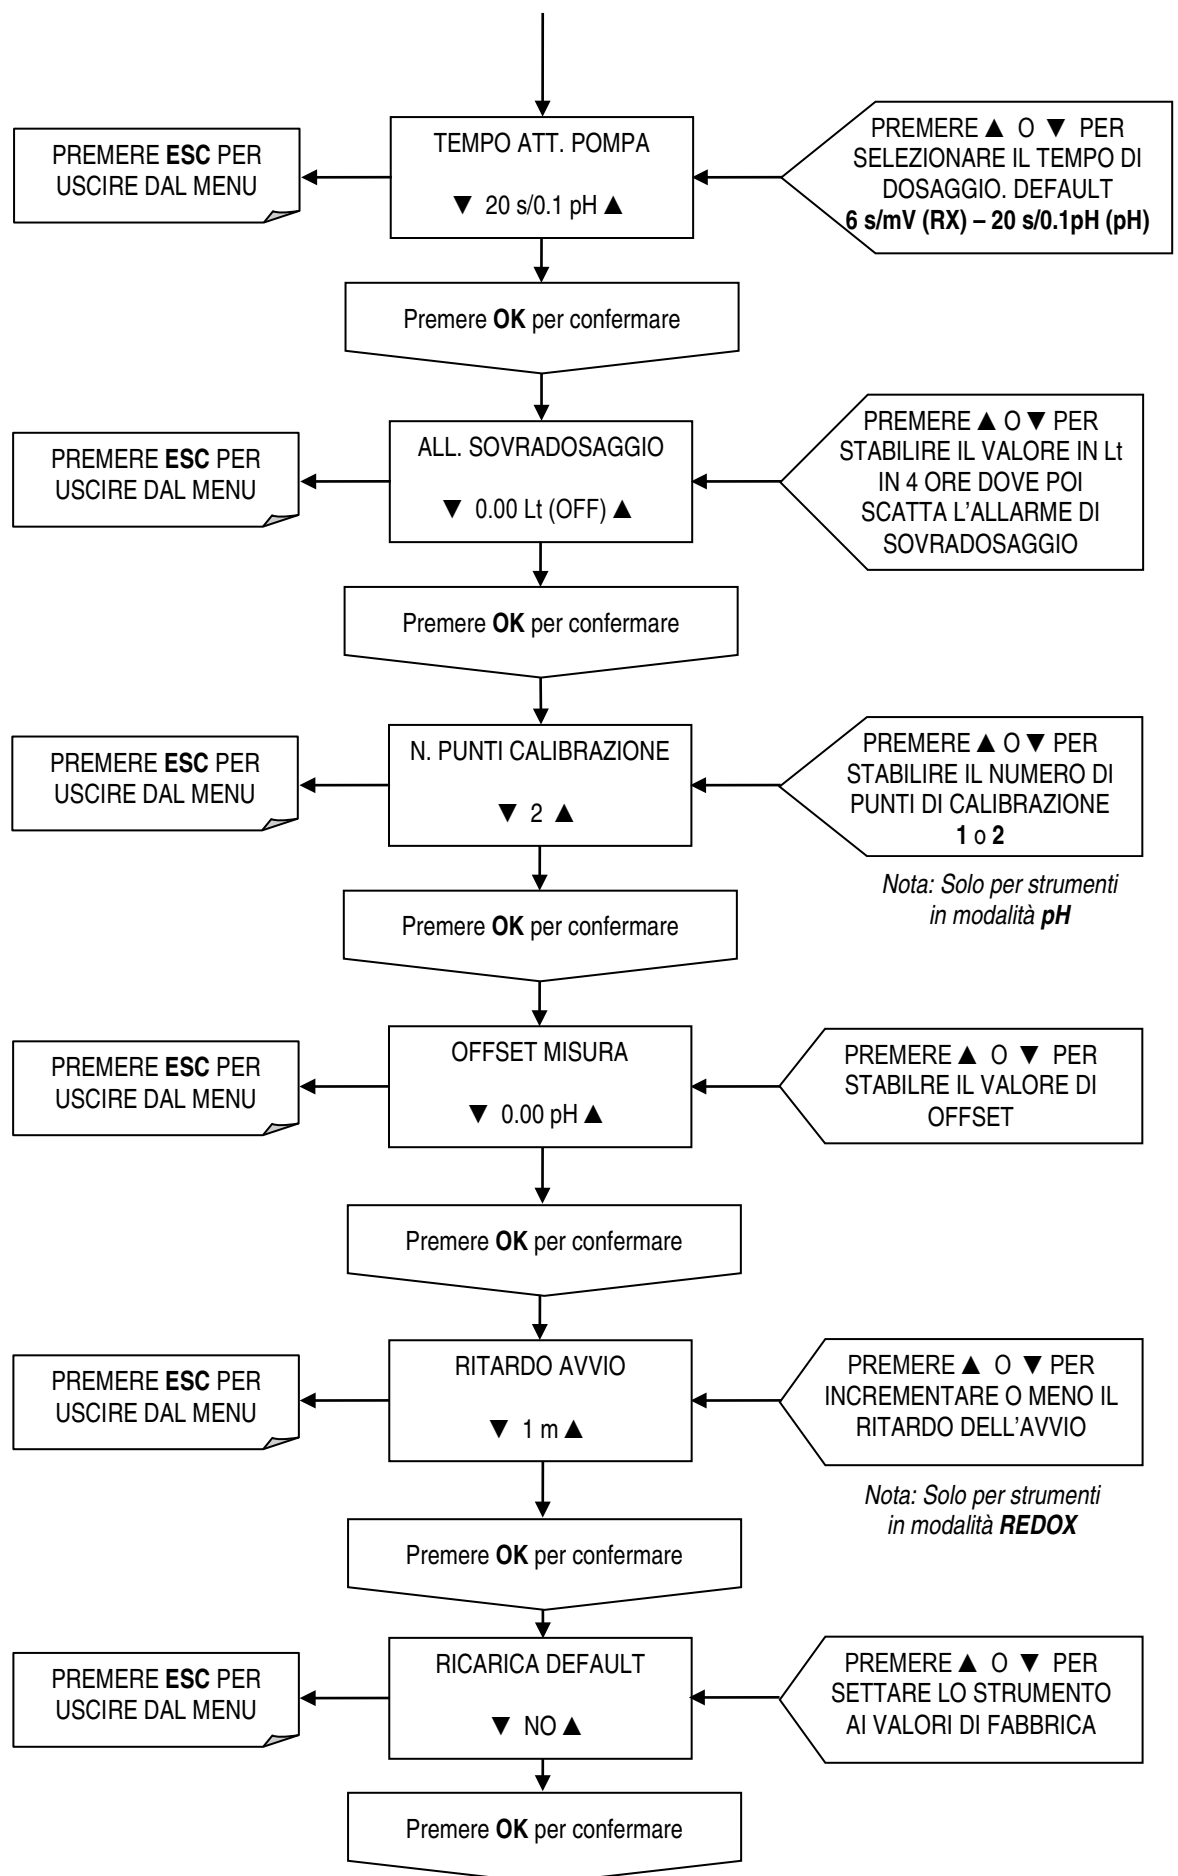 PREMERE ESC PER
USCIRE DAL MENU
TEMPO ATT. POMPA
▼ 20 s/0.1 pH ▲
PREMERE ▲ O ▼ PER
SELEZIONARE IL TEMPO DI
DOSAGGIO. DEFAULT
6 s/mV (RX) – 20 s/0.1pH (pH)
Premere OK per confermare
PREMERE ESC PER
USCIRE DAL MENU
ALL. SOVRADOSAGGIO
▼ 0.00 Lt (OFF) ▲
PREMERE ▲ O ▼ PER
STABILIRE IL VALORE IN Lt
IN 4 ORE DOVE POI
SCATTA L'ALLARME DI
SOVRADOSAGGIO
Premere OK per confermare
PREMERE ESC PER
USCIRE DAL MENU
N. PUNTI CALIBRAZIONE
▼ 2 ▲
PREMERE ▲ O ▼ PER
STABILIRE IL NUMERO DI
PUNTI DI CALIBRAZIONE
1 o 2
Nota: Solo per strumenti
in modalità pH
Premere OK per confermare
PREMERE ESC PER
USCIRE DAL MENU
OFFSET MISURA
▼ 0.00 pH ▲
PREMERE ▲ O ▼ PER
STABILRE IL VALORE DI
OFFSET
Premere OK per confermare
PREMERE ESC PER
USCIRE DAL MENU
RITARDO AVVIO
▼ 1 m ▲
PREMERE ▲ O ▼ PER
INCREMENTARE O MENO IL
RITARDO DELL'AVVIO
Nota: Solo per strumenti
in modalità REDOX
Premere OK per confermare
PREMERE ESC PER
USCIRE DAL MENU
RICARICA DEFAULT
▼ NO ▲
PREMERE ▲ O ▼ PER
SETTARE LO STRUMENTO
AI VALORI DI FABBRICA
Premere OK per confermare